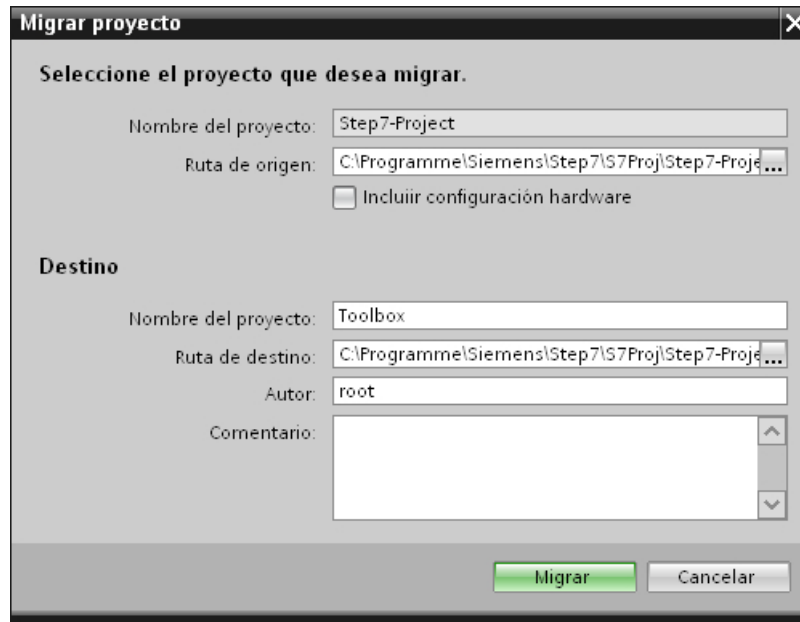 Migrar proyecto
Seleccione el proyecto que desea migrar.
Nombre del proyecto: Step7-Project
Ruta de origen: C:\Programme\Siemens\Step7\S7Proj\Step7-Proje ...
Incluiir configuración hardware
Destino
Nombre del proyecto: Toolbox
Ruta de destino: C:\Programme\Siemens\Step7\S7Proj\Step7-Proje ...
Autor: root
Comentario:
Migrar Cancelar